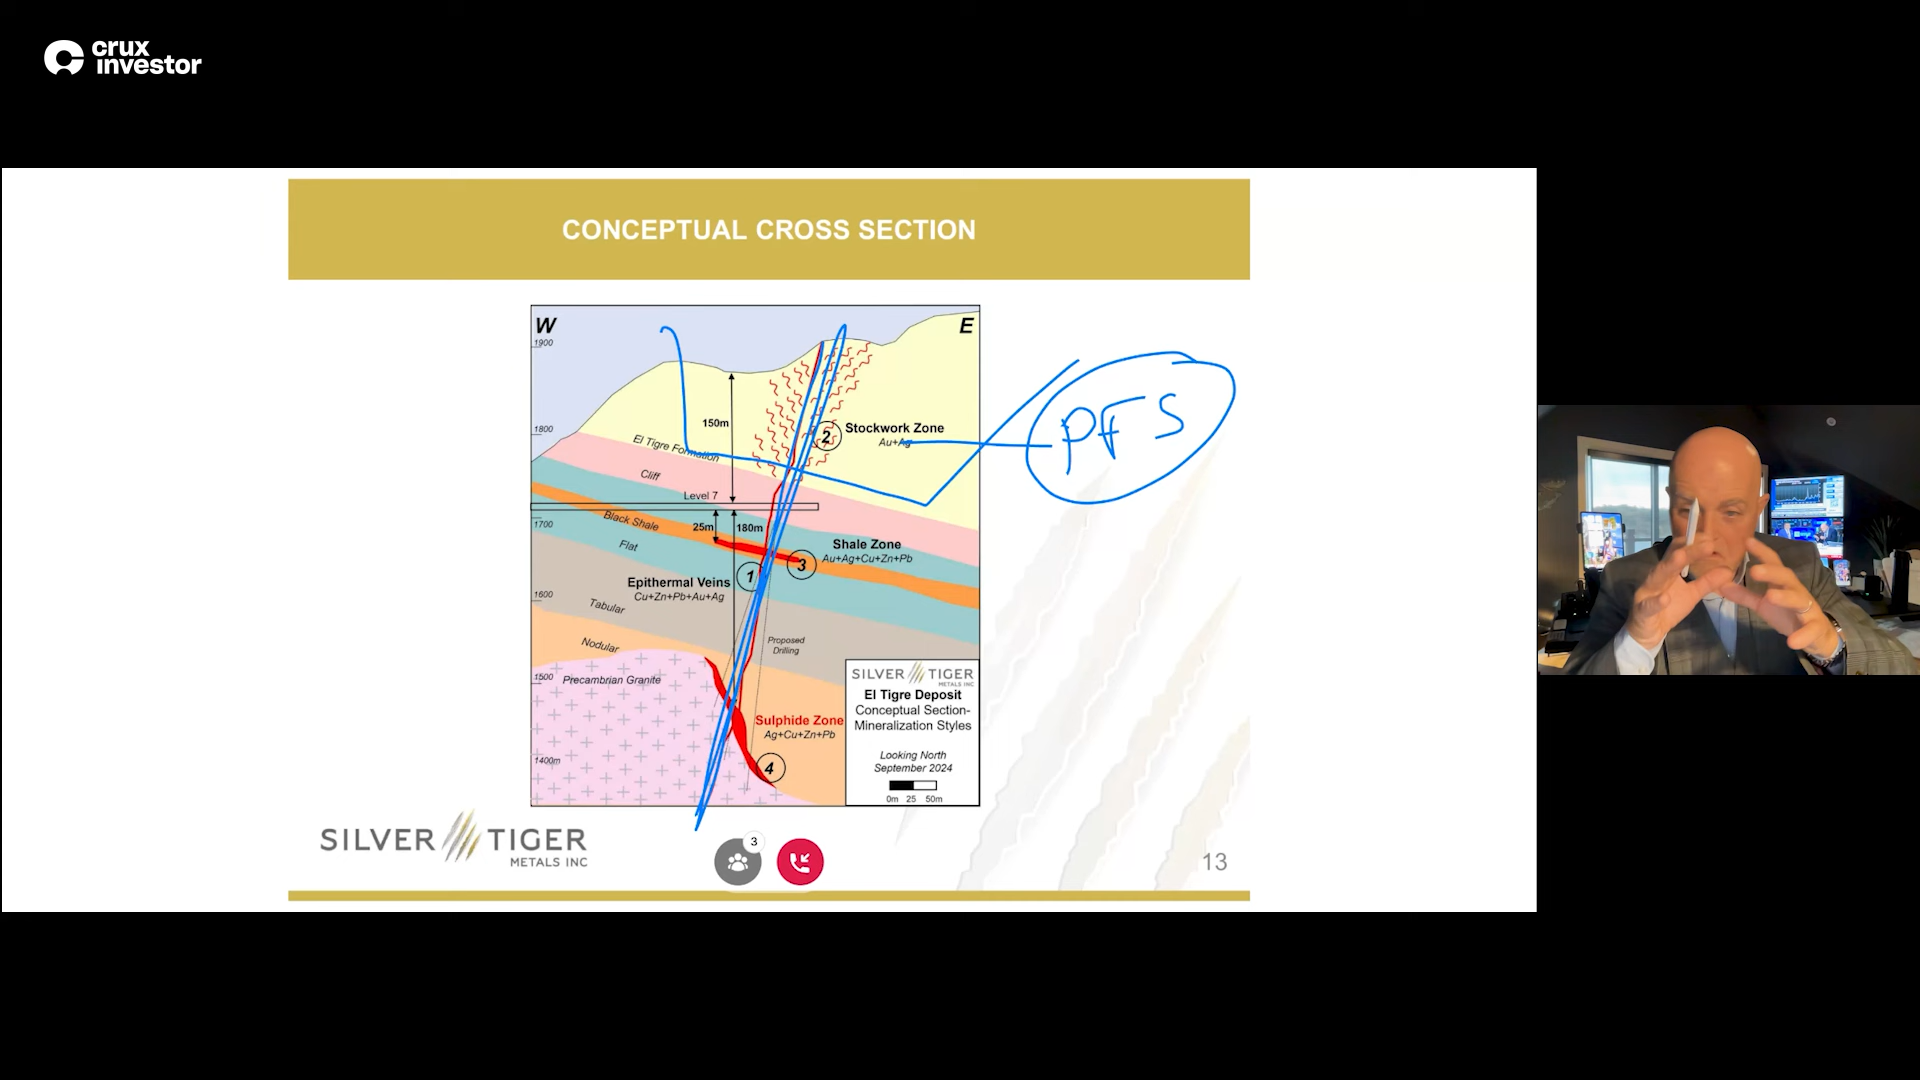 crux
investor
CONCEPTUAL CROSS SECTION
W
E
1900
150m
2
Stockwork Zone
Au+Ag
PFS
1800
El Tigre Formation
Cliff
Level 7
1700
Black Shale
25m
180m
Flat
Shale Zone
Au+Ag+Cu+Zn+Pb
3
1
Epithermal Veins
Cu+Zn+Pb+Au+Ag
1600
Tabular
Proposed
Drilling
Nodular
1500
Precambrian Granite
Sulphide Zone
Ag+Cu+Zn+Pb
4
1400m
SILVER TIGER
METALS INC
El Tigre Deposit
Conceptual Section-
Mineralization Styles
Looking North
September 2024
0m 25 50m
SILVER TIGER
METALS INC
3
13